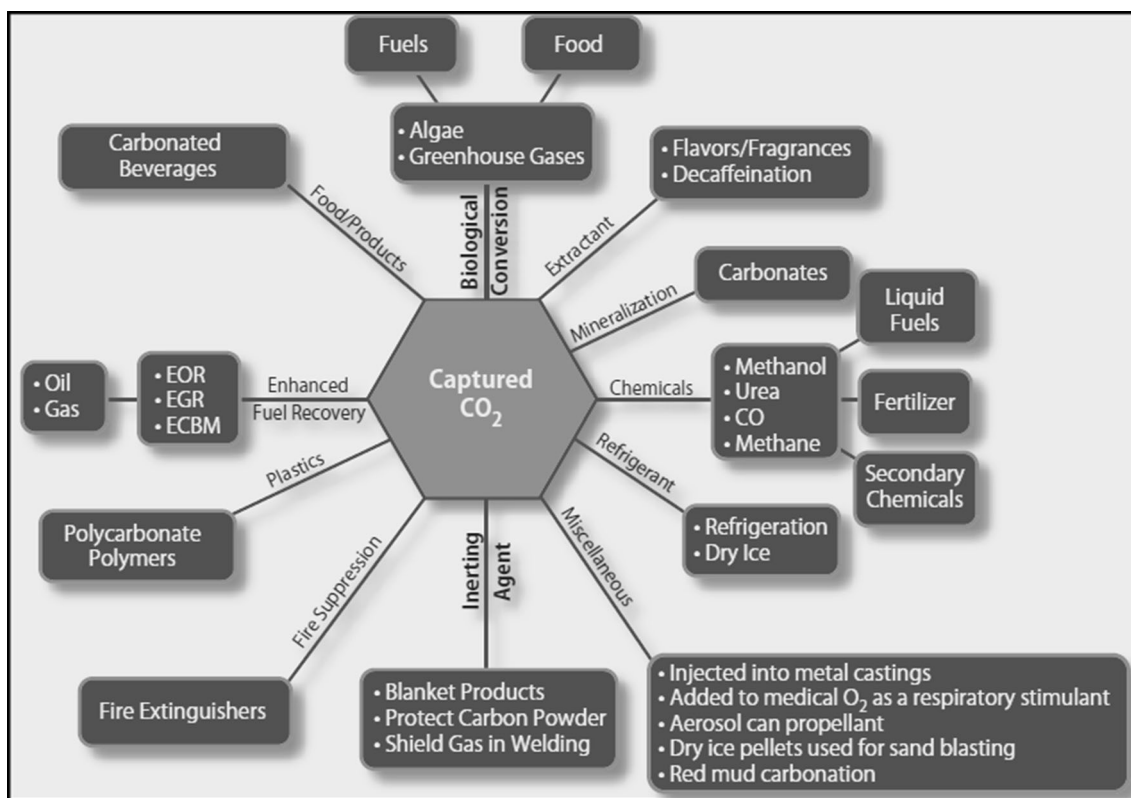 Fuels
Food
• Algae
• Greenhouse Gases
Biological
Conversion
Carbonated
Beverages
Food/Products
• Flavors/Fragrances
• Decaffeination
Extractant
Carbonates
Mineralization
Liquid
Fuels
• Methanol
• Urea
• CO
• Methane
Chemicals
Fertilizer
Secondary
Chemicals
Captured
CO₂
• Oil
• Gas
• EOR
• EGR
• ECBM
Enhanced
Fuel Recovery
Plastics
Polycarbonate
Polymers
Refrigerant
• Refrigeration
• Dry Ice
Fire Suppression
Fire Extinguishers
Inerting
Agent
• Blanket Products
• Protect Carbon Powder
• Shield Gas in Welding
Miscellaneous
• Injected into metal castings
• Added to medical O₂ as a respiratory stimulant
• Aerosol can propellant
• Dry ice pellets used for sand blasting
• Red mud carbonation